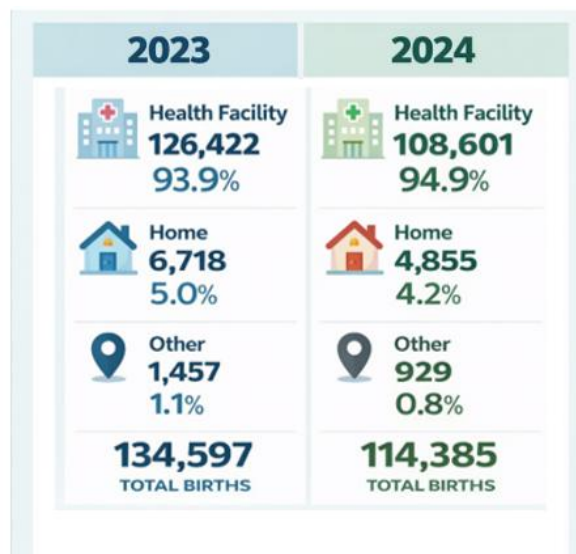 2023
Health Facility
126,422
93.9%
Home
6,718
5.0%
Other
1,457
1.1%
134,597
TOTAL BIRTHS
2024
Health Facility
108,601
94.9%
Home
4,855
4.2%
Other
929
0.8%
114,385
TOTAL BIRTHS